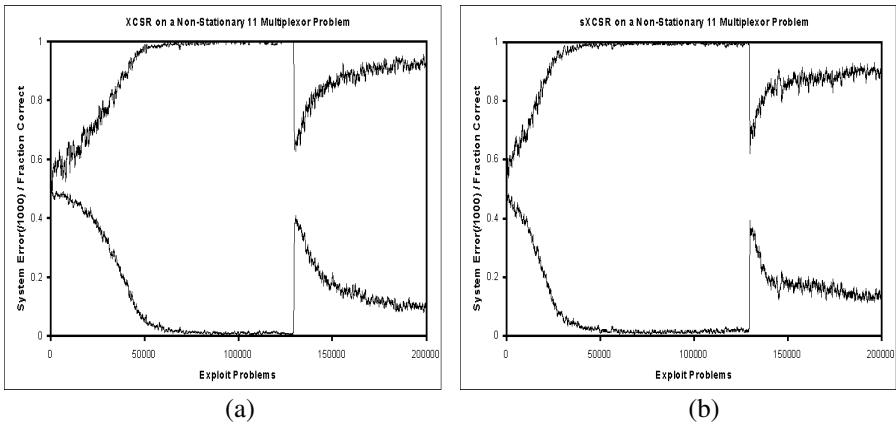 XCSR on a Non-Stationary 11 Multiplexor Problem
System Error(/1000) / Fraction Correct
1
0.8
0.6
0.4
0.2
0
0
50000
100000
150000
200000
Exploit Problems
(a)
sXCSR on a Non-Stationary 11 Multiplexor Problem
System Error(/1000) / Fraction Correct
1
0.8
0.6
0.4
0.2
0
0
50000
100000
150000
200000
Exploit Problems
(b)